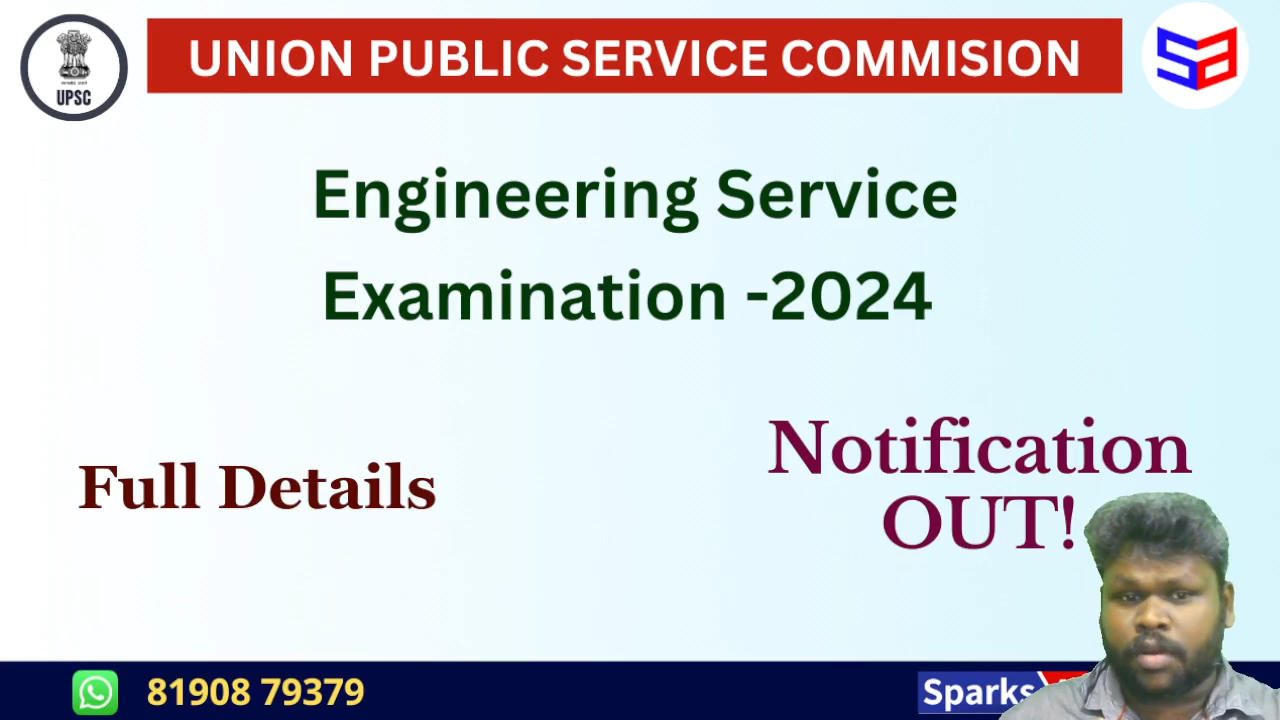 UNION PUBLIC SERVICE COMMISION
UPSC
Engineering Service
Examination -2024
Full Details
Notification
OUT!
81908 79379
Sparks